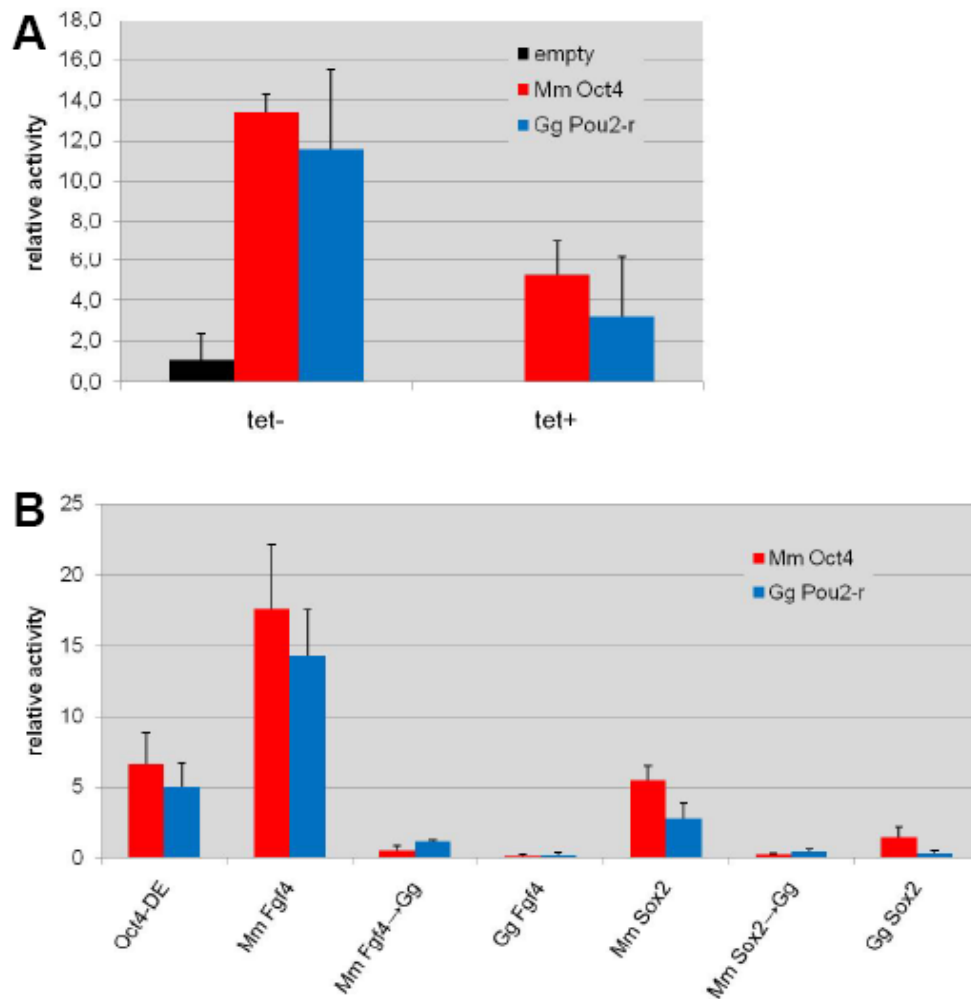 A
18,0
16,0
14,0
12,0
10,0
8,0
6,0
4,0
2,0
0,0
relative activity
empty
Mm Oct4
Gg Pou2-r
tet-
tet+
B
25
20
15
10
5
0
relative activity
Mm Oct4
Gg Pou2-r
Oct4-DE
Mm Fgf4
Mm Fgf4→Gg
Gg Fgf4
Mm Sox2
Mm Sox2→Gg
Gg Sox2